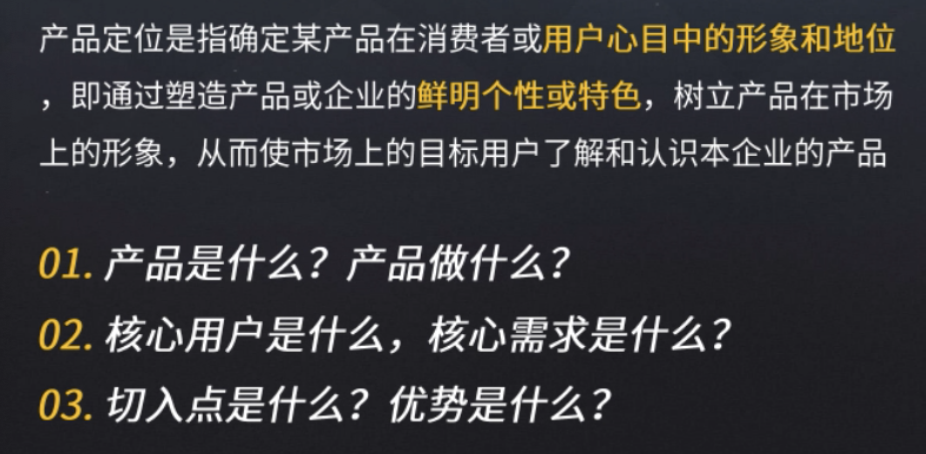 产品定位是指确定某产品在消费者或用户心目中的形象和地位
，即通过塑造产品或企业的鲜明个性或特色，树立产品在市场
上的形象，从而使市场上的目标用户了解和认识本企业的产品
01. 产品是什么？产品做什么？
02. 核心用户是什么，核心需求是什么？
03. 切入点是什么？优势是什么？